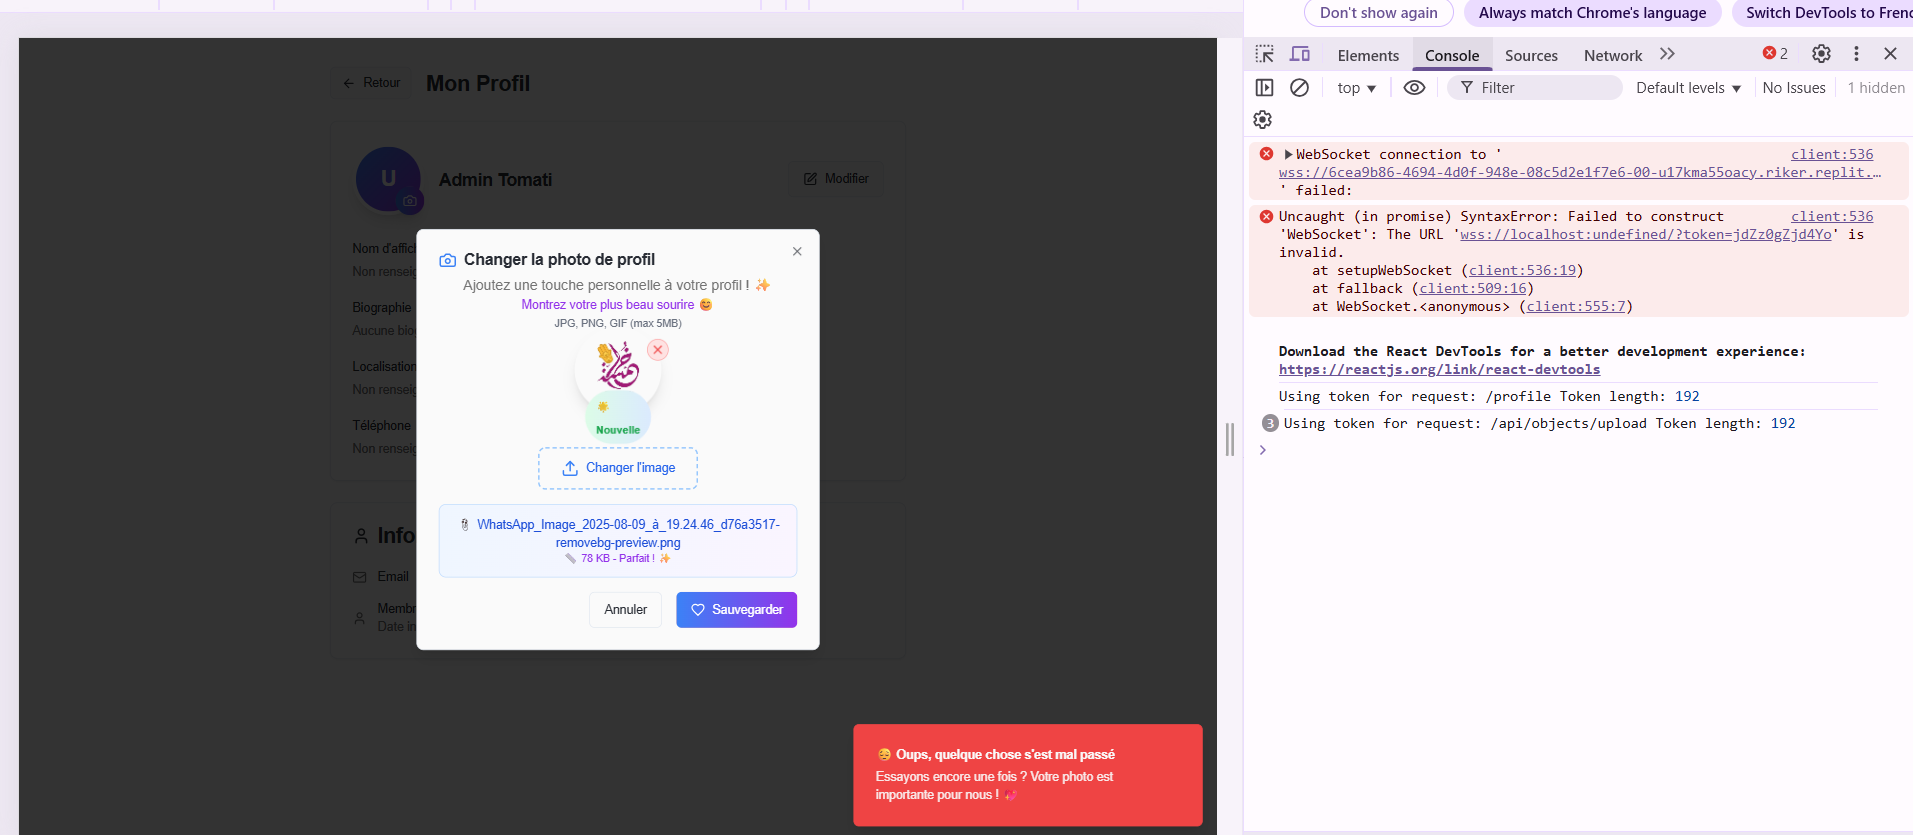 Don't show again
Always match Chrome's language
Switch DevTools to Frenc
Elements
Console
Sources
Network
2
top
Filter
Default levels
No Issues
1 hidden
Retour
Mon Profil
U
Admin Tomati
Modifier
Nom d'affic
Non renseig
Biographie
Aucune bio
Localisation
Non renseig
Téléphone
Non renseig
Info
Email
Membr
Date in
Changer la photo de profil
Ajoutez une touche personnelle à votre profil ! ✨
Montrez votre plus beau sourire 😊
JPG, PNG, GIF (max 5MB)
Nouvelle
Changer l'image
WhatsApp_Image_2025-08-09_à_19.24.46_d76a3517-
removebg-preview.png
78 KB - Parfait ! ✨
Annuler
Sauvegarder
Oups, quelque chose s'est mal passé
Essayons encore une fois ? Votre photo est
importante pour nous ! 💖
WebSocket connection to ' client:536
wss://6cea9b86-4694-4d0f-948e-08c5d2e1f7e6-00-u17kma55oacy.riker.replit.…
' failed:
Uncaught (in promise) SyntaxError: Failed to construct client:536
'WebSocket': The URL 'wss://localhost:undefined/?token=jdZz0gZjd4Yo' is
invalid.
at setupWebSocket (client:536:19)
at fallback (client:509:16)
at WebSocket.<anonymous> (client:555:7)
Download the React DevTools for a better development experience:
https://reactjs.org/link/react-devtools
Using token for request: /profile Token length: 192
3 Using token for request: /api/objects/upload Token length: 192